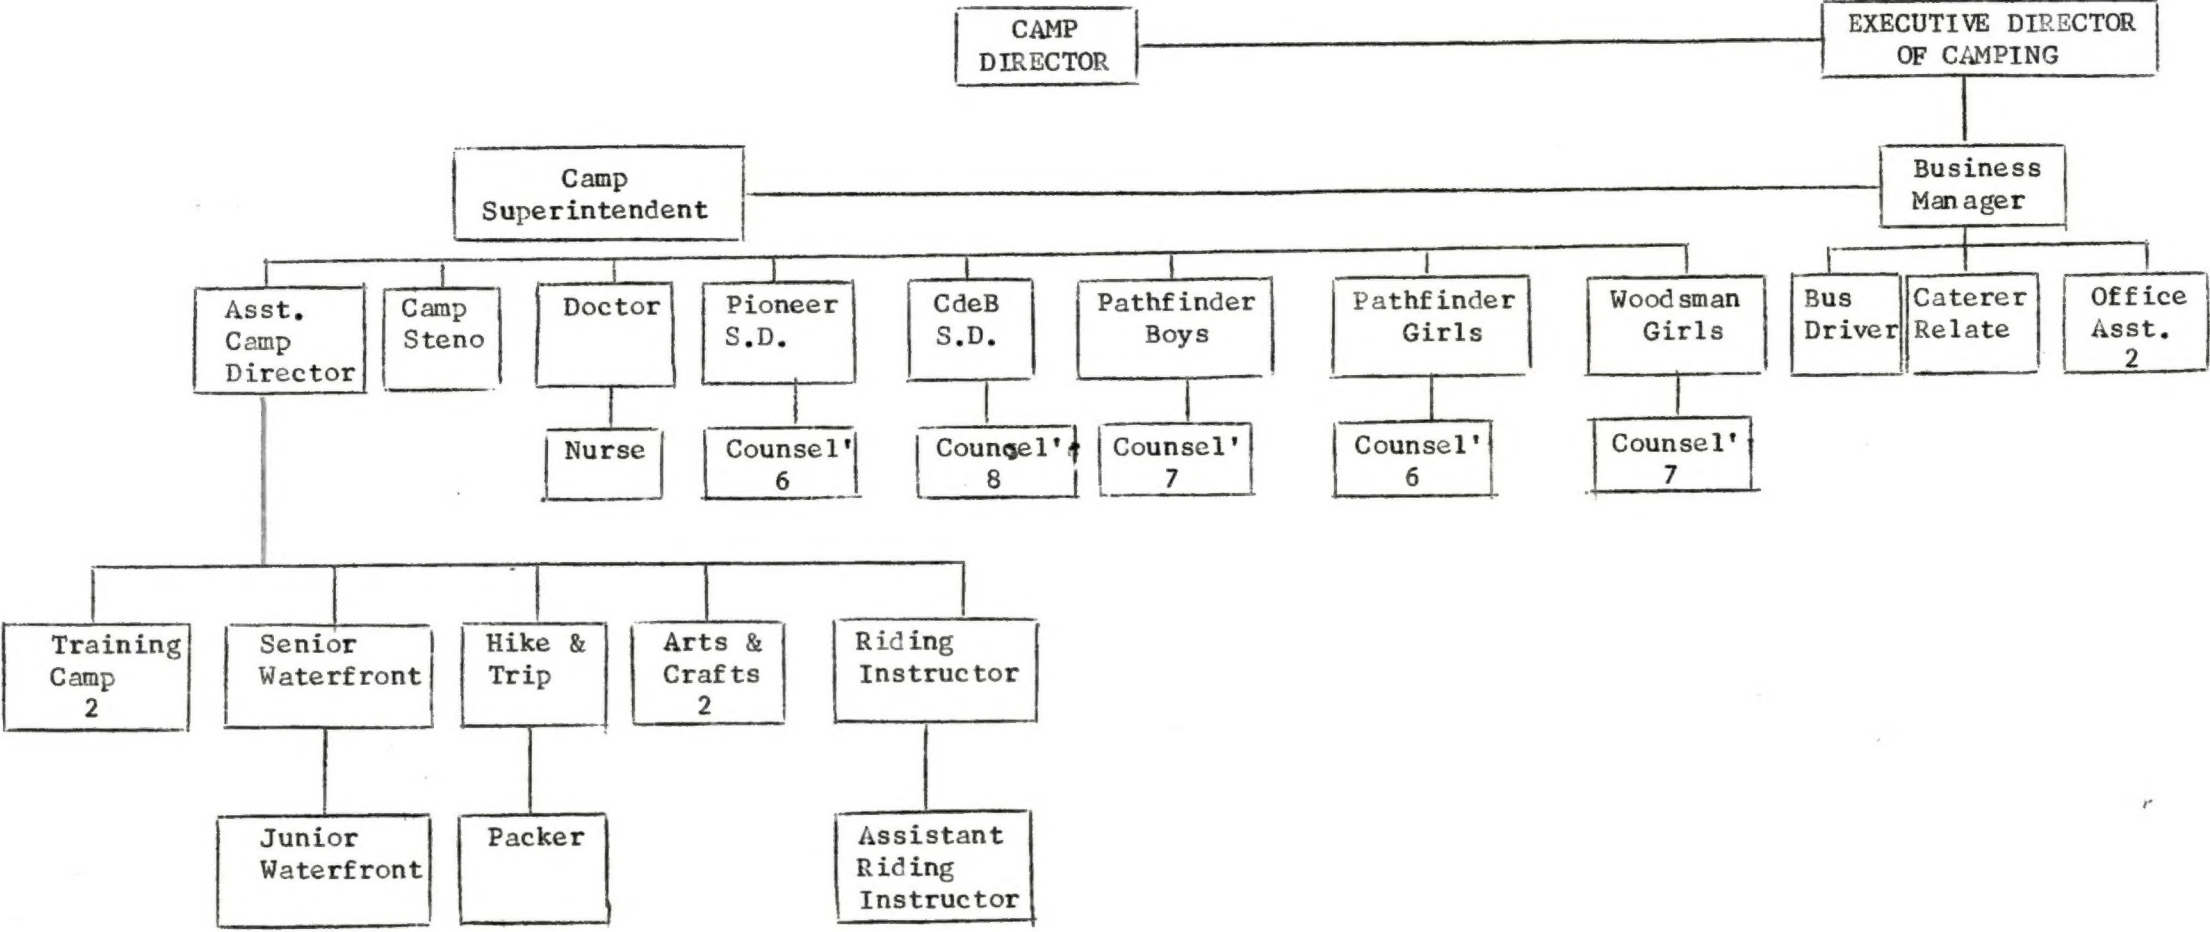 CAMP
DIRECTOR
EXECUTIVE DIRECTOR
OF CAMPING
Camp
Superintendent
Business
Manager
Asst.
Camp
Director
Camp
Steno
Doctor
Pioneer
S.D.
CdeB
S.D.
Pathfinder
Boys
Pathfinder
Girls
Woodsman
Girls
Bus
Driver
Caterer
Relate
Office
Asst.
2
Nurse
Counsel'
6
Counsel'
8
Counsel'
7
Counsel'
6
Counsel'
7
Training
Camp
2
Senior
Waterfront
Hike &
Trip
Arts &
Crafts
2
Riding
Instructor
Junior
Waterfront
Packer
Assistant
Riding
Instructor